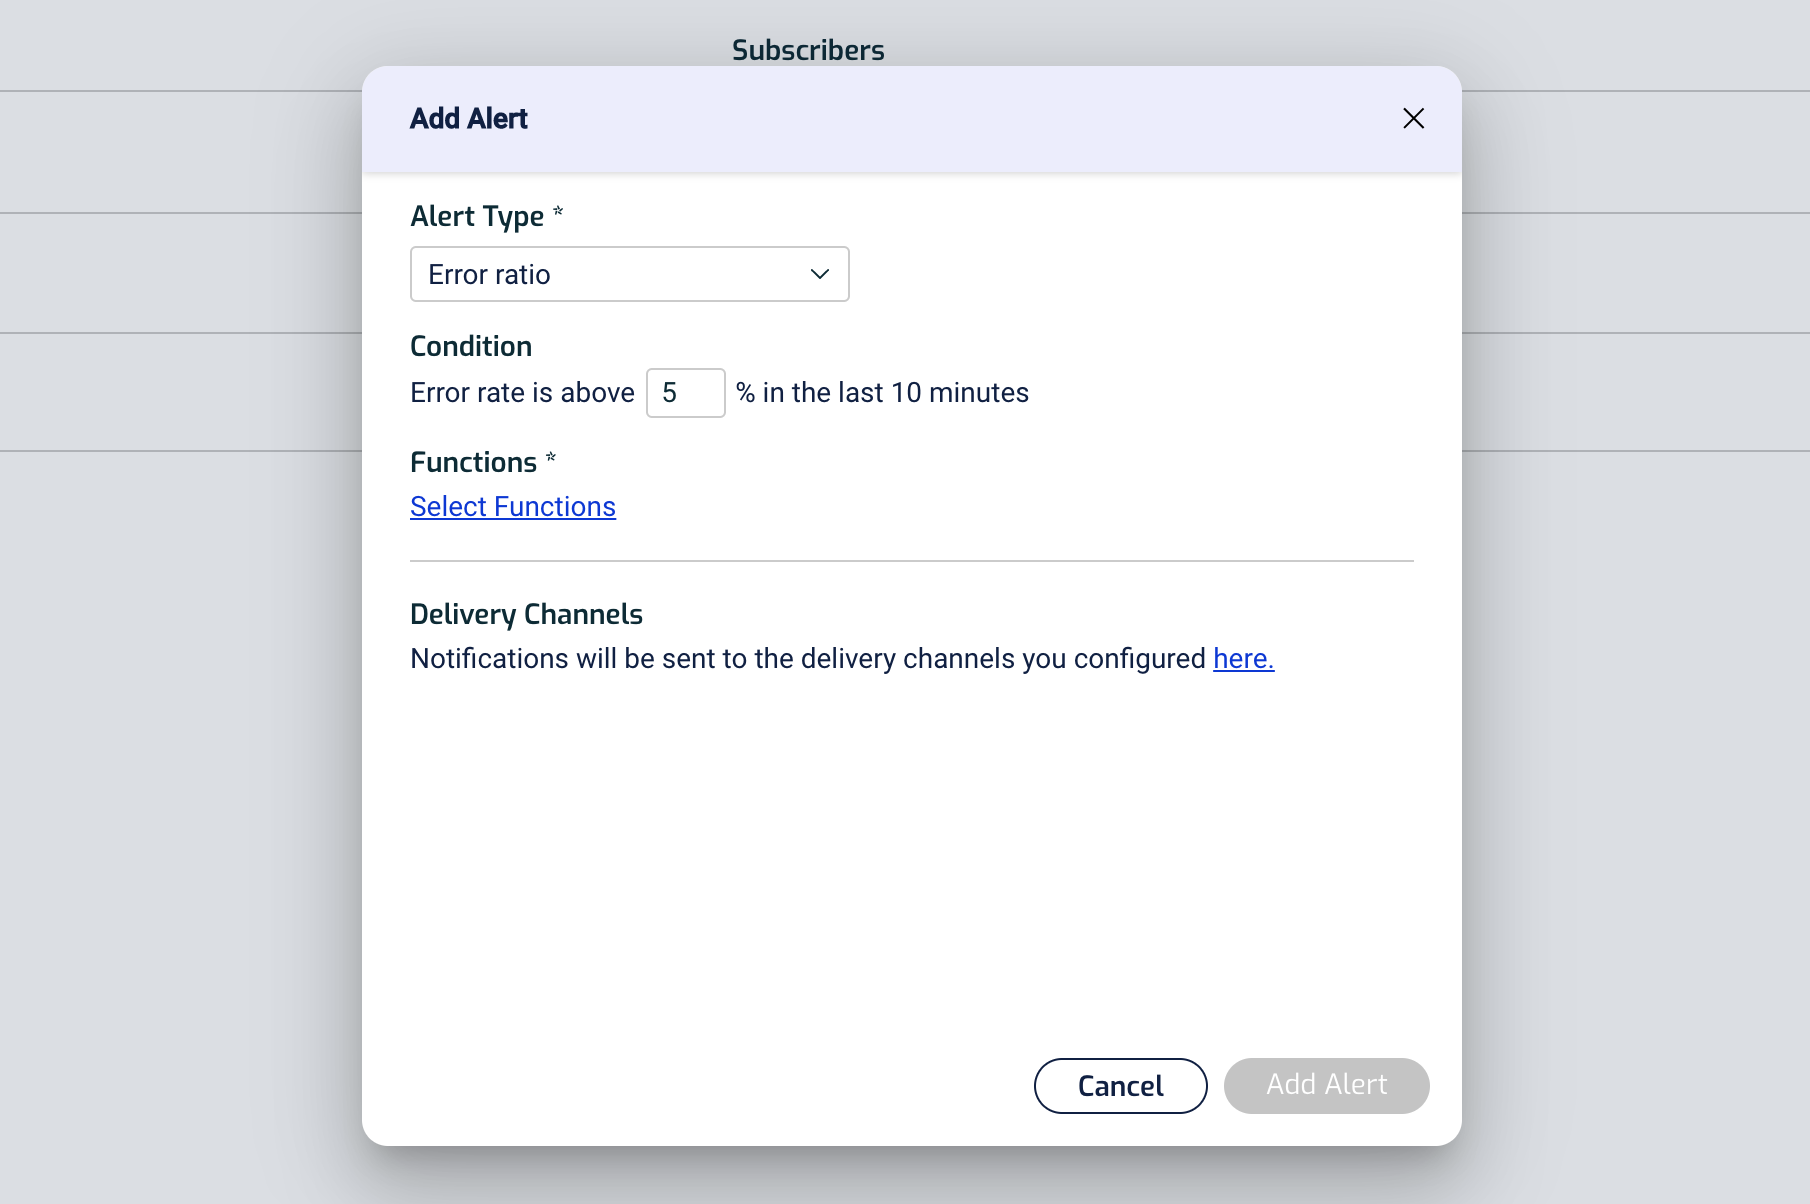 Subscribers
Add Alert
Alert Type *
Error ratio
Condition
Error rate is above 5 % in the last 10 minutes
Functions *
Select Functions
Delivery Channels
Notifications will be sent to the delivery channels you configured here.
Cancel
Add Alert